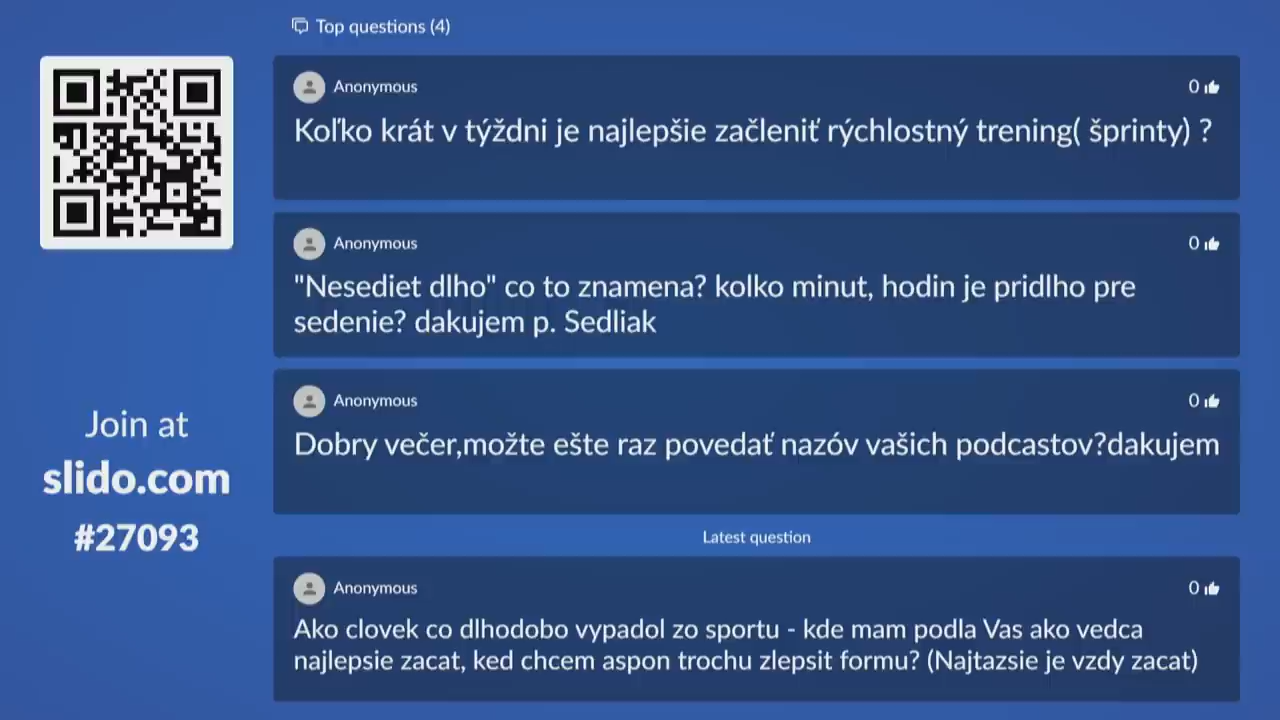 Top questions (4)
Anonymous
0
Koľko krát v týždni je najlepšie začleniť rýchlostný trening( šprinty) ?
Anonymous
0
"Nesediet dlho" co to znamena? kolko minut, hodin je pridlho pre
sedenie? dakujem p. Sedliak
Anonymous
0
Dobry večer,možte ešte raz povedať nazóv vašich podcastov?dakujem
Join at
slido.com
#27093
Latest question
Anonymous
0
Ako clovek co dlhodobo vypadol zo sportu - kde mam podla Vas ako vedca
najlepsie zacat, ked chcem aspon trochu zlepsit formu? (Najtazsie je vzdy zacat)